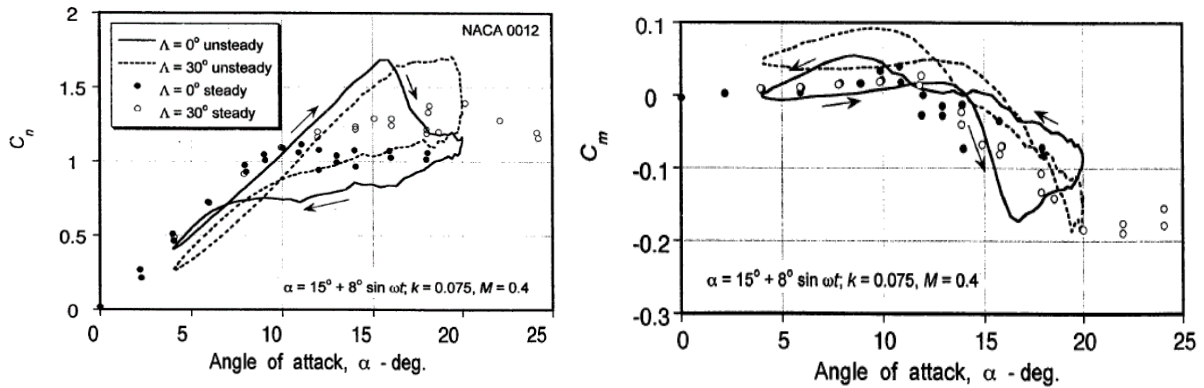 2
1.5
1
0.5
0
0 5 10 15 20 25
Λ = 0° unsteady
Λ = 30° unsteady
Λ = 0° steady
Λ = 30° steady
NACA 0012
Cn
α = 15° + 8° sin ωt; k = 0.075, M = 0.4
Angle of attack, α - deg.
0.1
0
-0.1
-0.2
-0.3
0 5 10 15 20 25
Cm
α = 15° + 8° sin ωt; k = 0.075, M = 0.4
Angle of attack, α - deg.